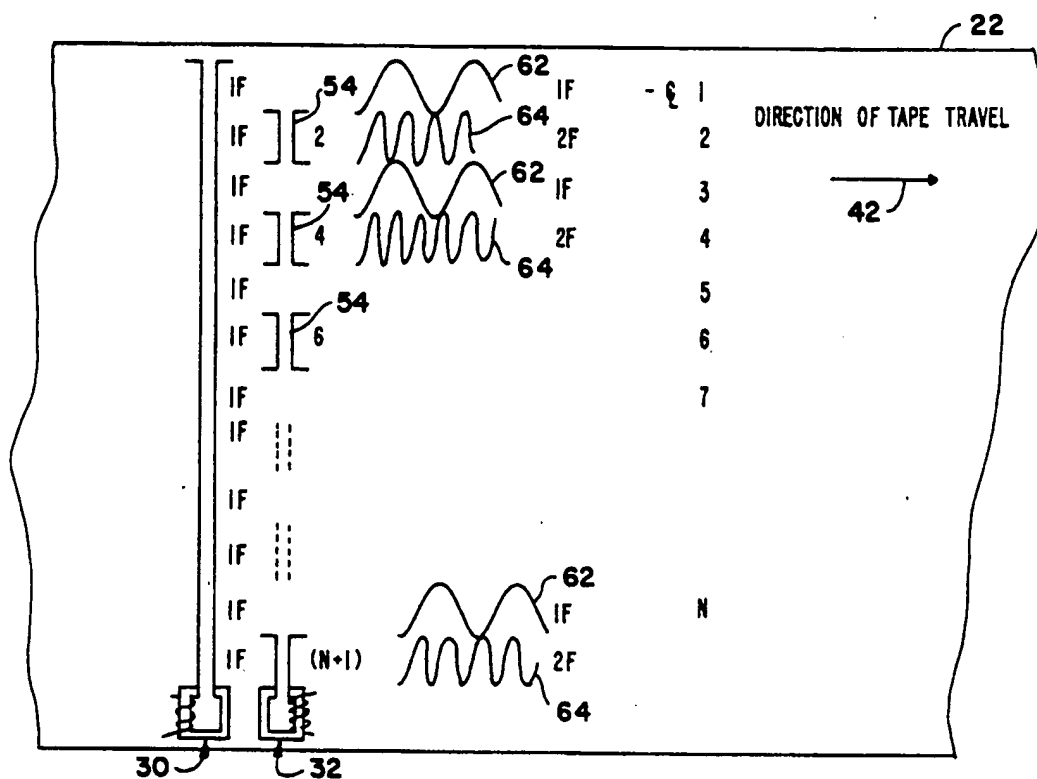 22
1F 62 1F - ℄ 1
54
1F 2 64 2F 2 DIRECTION OF TAPE TRAVEL
1F 62 1F 3
54 42
1F 4 2F 4
64
1F 5
54
1F 6 6
1F 7
1F
1F
1F
62
1F 1F N
1F (N+1) 2F
64
30 32